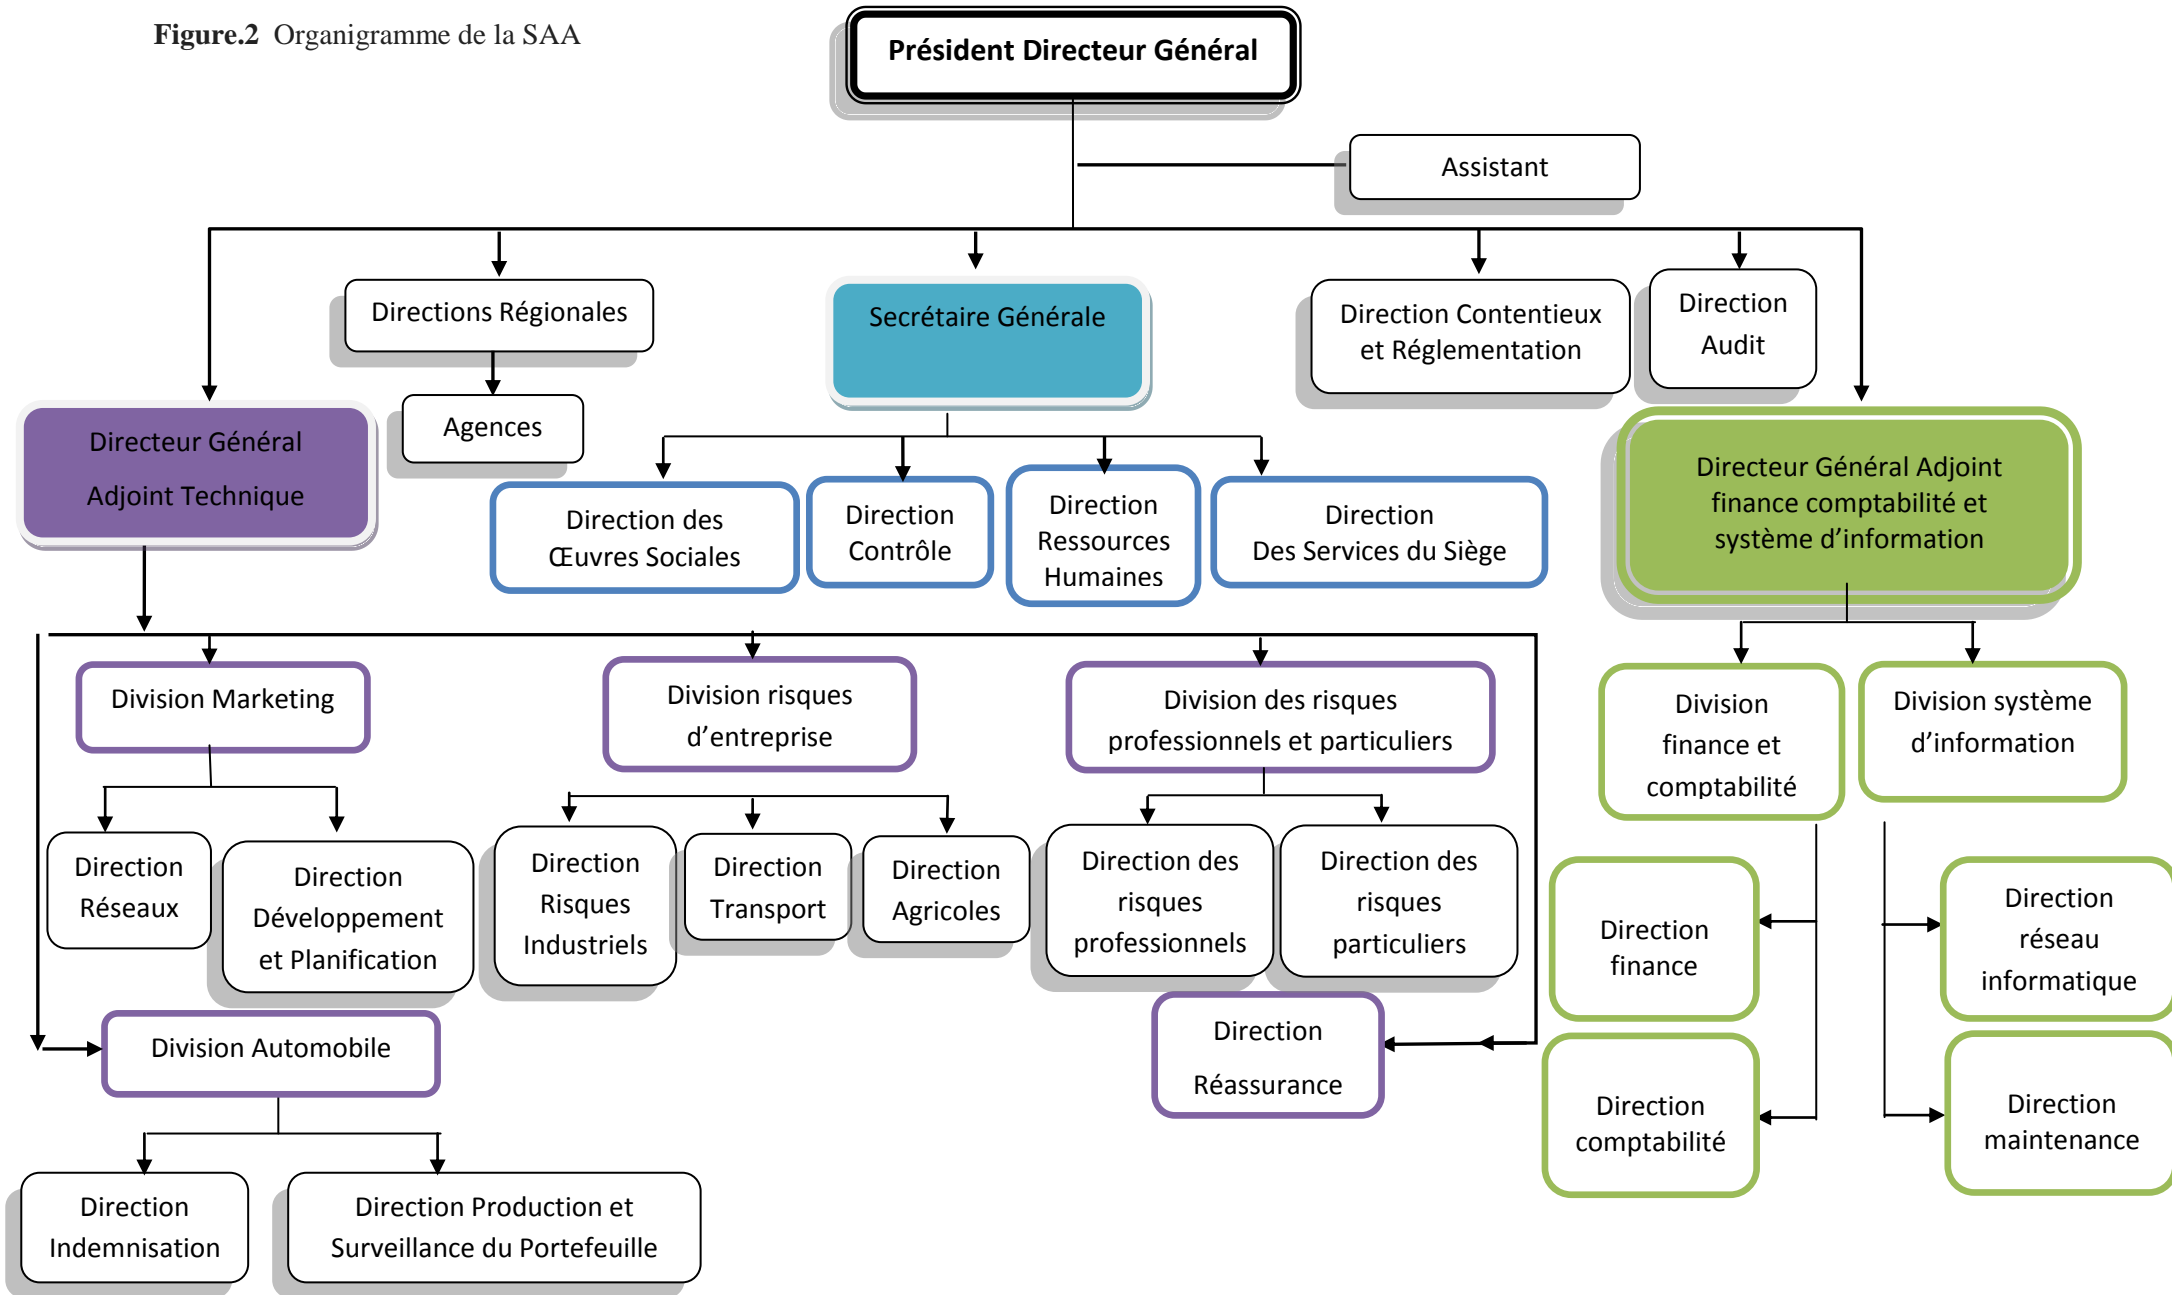 Figure.2 Organigramme de la SAA
Président Directeur Général
Assistant
Directions Régionales
Agences
Secrétaire Générale
Direction Contentieux
et Réglementation
Direction
Audit
Directeur Général
Adjoint Technique
Direction des
Œuvres Sociales
Direction
Contrôle
Direction
Ressources
Humaines
Direction
Des Services du Siège
Directeur Général Adjoint
finance comptabilité et
système d’information
Division Marketing
Division risques
d’entreprise
Division des risques
professionnels et particuliers
Division
finance et
comptabilité
Division système
d’information
Direction
Réseaux
Direction
Développement
et Planification
Direction
Risques
Industriels
Direction
Transport
Direction
Agricoles
Direction des
risques
professionnels
Direction des
risques
particuliers
Direction
finance
Direction
réseau
informatique
Division Automobile
Direction
Réassurance
Direction
comptabilité
Direction
maintenance
Direction
Indemnisation
Direction Production et
Surveillance du Portefeuille